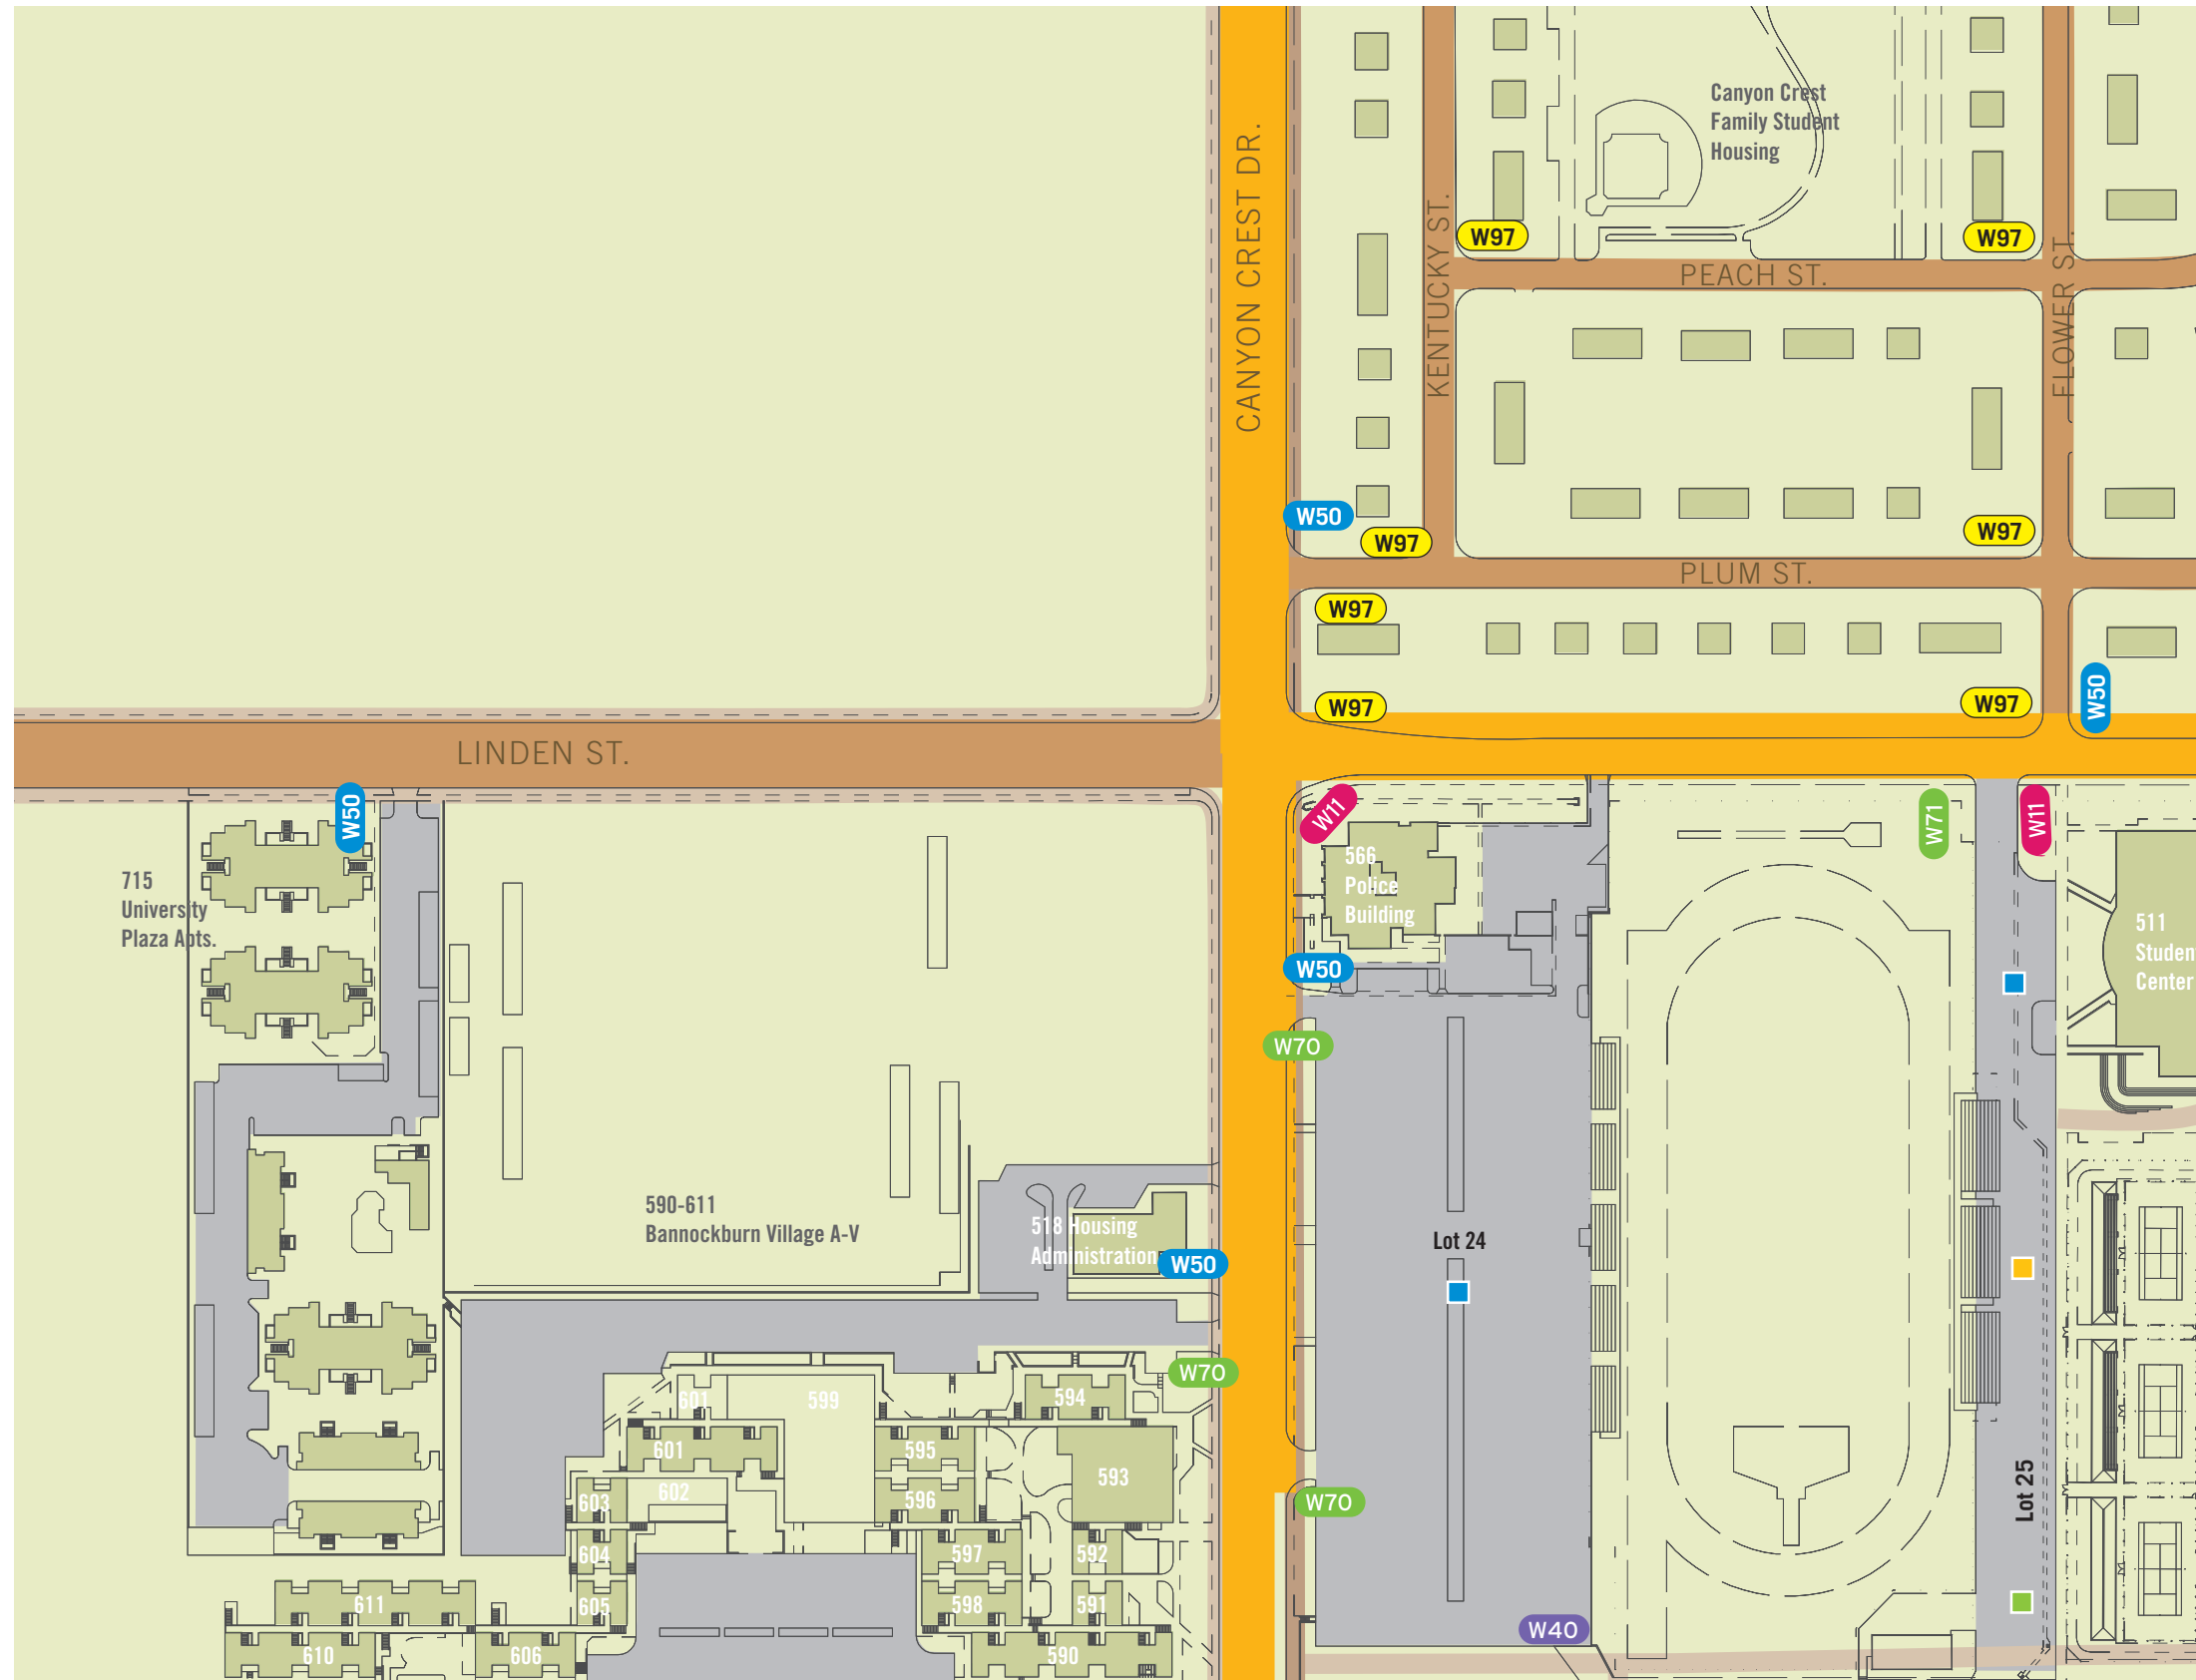 Canyon Crest
Family Student
Housing
CANYON CREST DR.
KENTUCKY ST.
W97
W97
PEACH ST.
FLOWER ST.
W50
W97
W97
PLUM ST.
W97
W97
W97
W50
LINDEN ST.
W50
W11
W71
W11
715
University
Plaza Apts.
566
Police
Building
511
Center
W50
W70
590-611
Bannockburn Village A-V
518 Housing
Administration
W50
Lot 24
W70
601
599
594
601
595
593
603
602
596
W70
Lot 25
604
597
592
611
605
598
591
W40
610
606
590